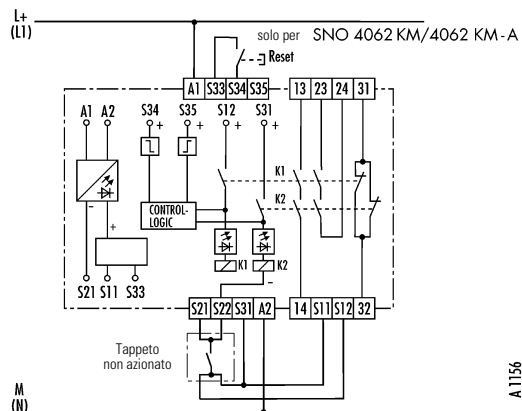 L+
(L1)
solo per SNO 4062 KM/4062 KM-A
Reset
A1 S33 S34 S35 13 23 24 31
A1 A2 S34 S35 S12 S31
+ + + +
K1
K2
CONTROL-
LOGIC
-
+
K1 K2
-
S21 S11 S33
S21 S22 S31 A2 14 S11 S12 32
Tappeto
non azionato
M
(N)
A 1156